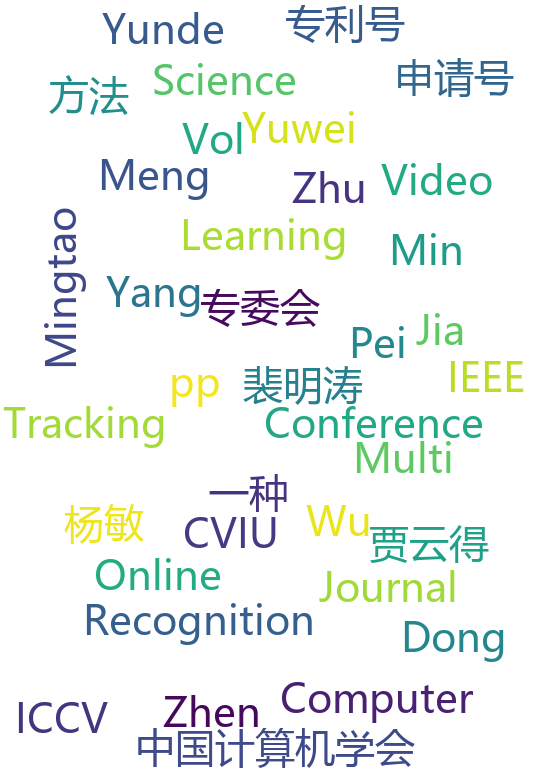 Yunde 专利号
Science 申请号
方法
Vol Yuwei
Meng Zhu Video
Learning Min
Mingtao
Yang 专委会
Pei Jia
pp 裴明涛 IEEE
Tracking Conference
Multi
一种
杨敏 CVIU Wu 贾云得
Online Journal
Recognition Dong
ICCV Zhen Computer
中国计算机学会